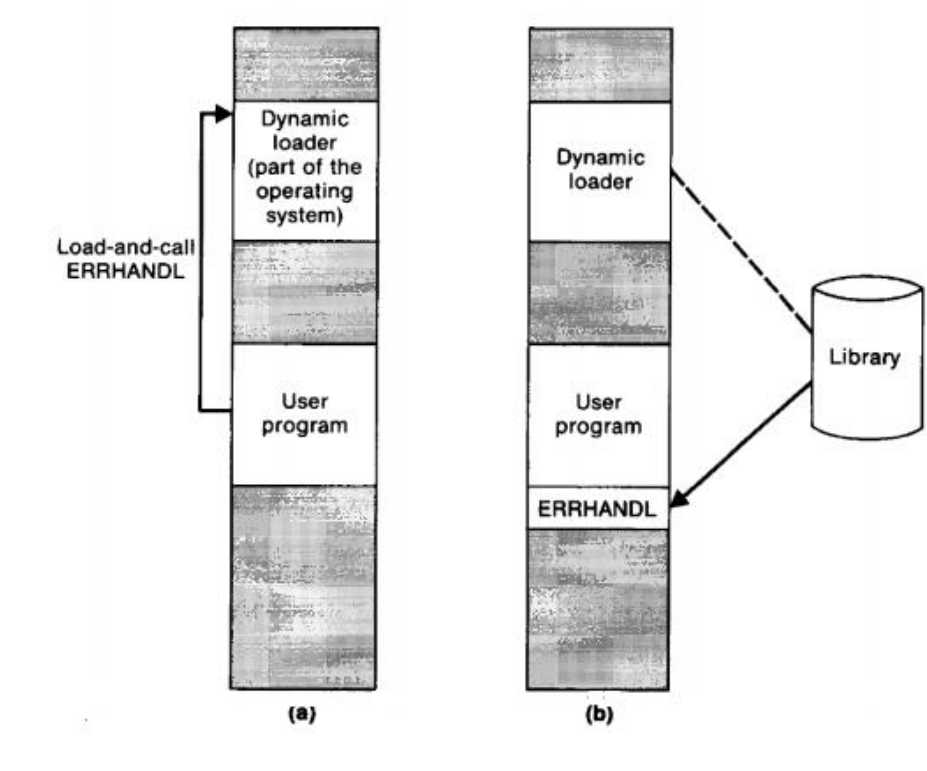 Dynamic
loader
(part of the
operating
system)
Load-and-call
ERRHANDL
User
program
(a)
Dynamic
loader
Library
User
program
ERRHANDL
(b)